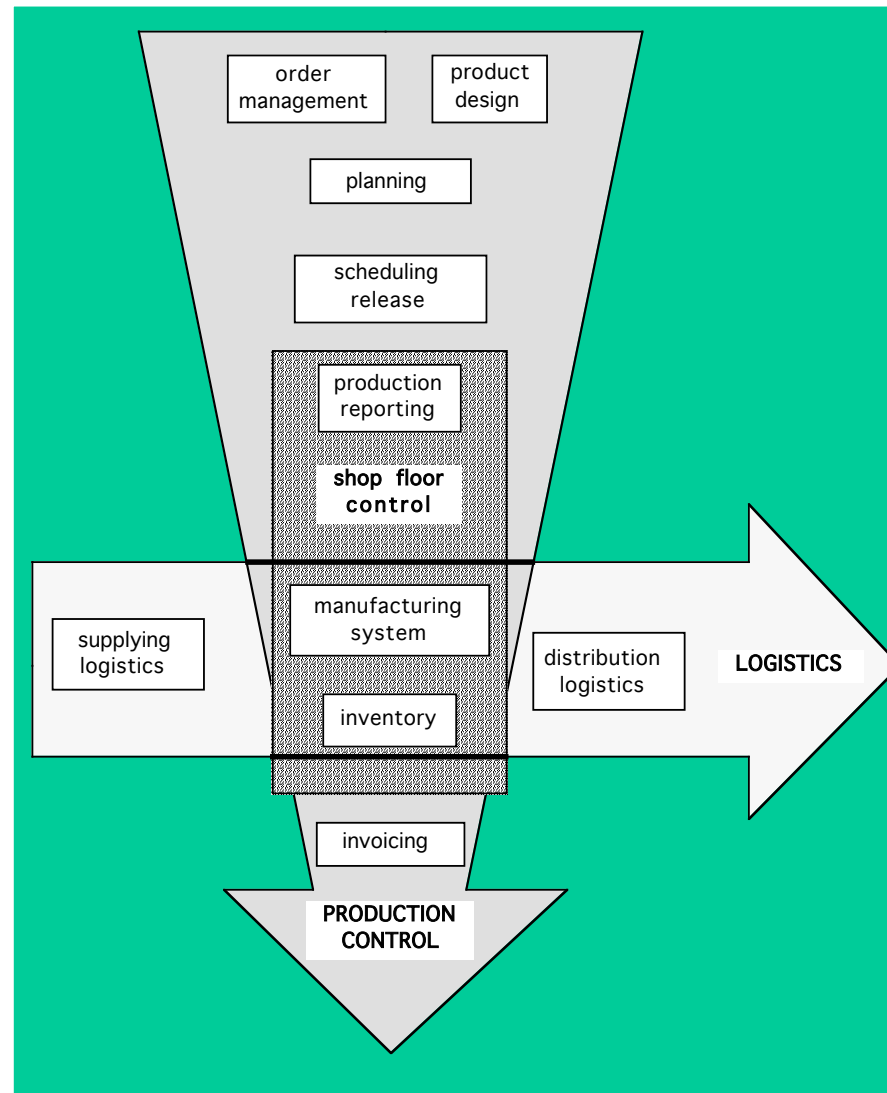 order
management
product
design
planning
scheduling
release
production
reporting
shop floor
control
manufacturing
system
supplying
logistics
distribution
logistics
LOGISTICS
inventory
invoicing
PRODUCTION
CONTROL